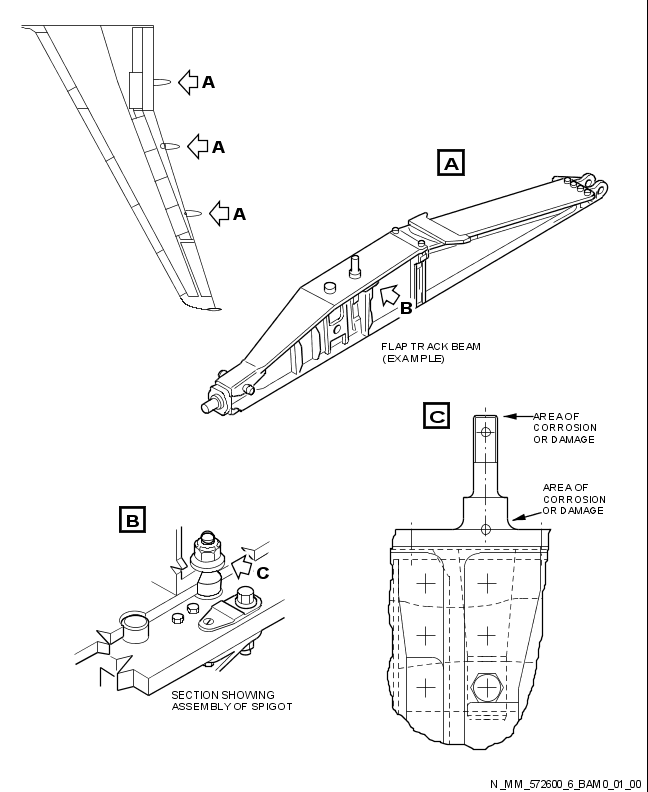 A
A
A
A
B
FLAP TRACK BEAM
(EXAMPLE)
C
AREA OF
CORROSION
OR DAMAGE
AREA OF
CORROSION
OR DAMAGE
B
C
SECTION SHOWING
ASSEMBLY OF SPIGOT
N_MM_572600_6_BAM0_01_00